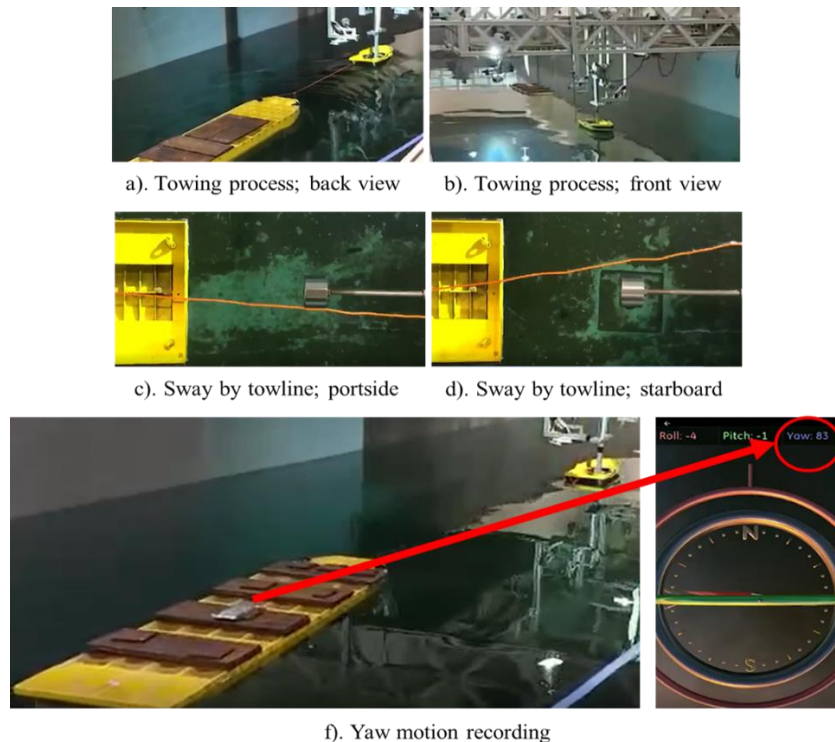 a). Towing process; back view
b). Towing process; front view
c). Sway by towline; portside
d). Sway by towline; starboard
←
Roll: -4
Pitch: -1
Yaw: 83
N
S
f). Yaw motion recording